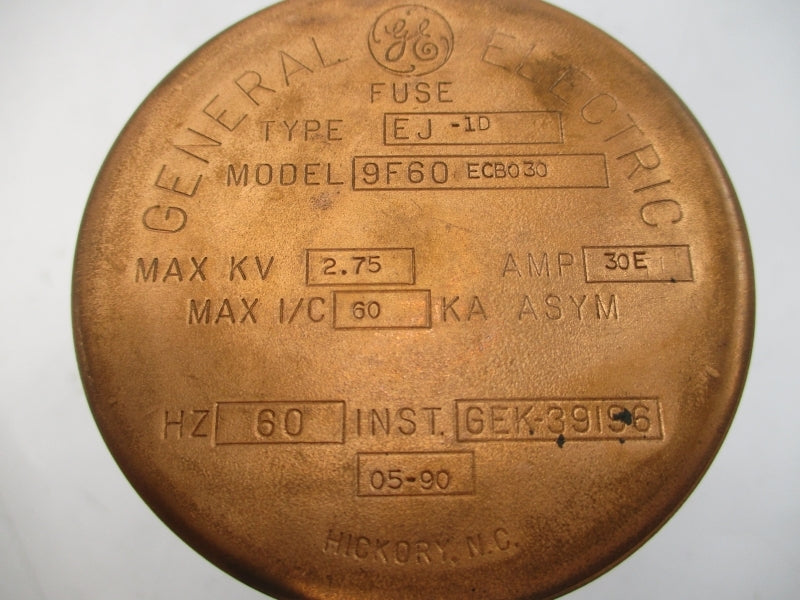 GENERAL GE ELECTRIC
FUSE
TYPE EJ -1D
MODEL 9F60 ECB030
MAX KV 2.75 AMP 30E
MAX I/C 60 KA ASYM
HZ 60 INST. GEK-39196
05-90
HICKORY, N.C.